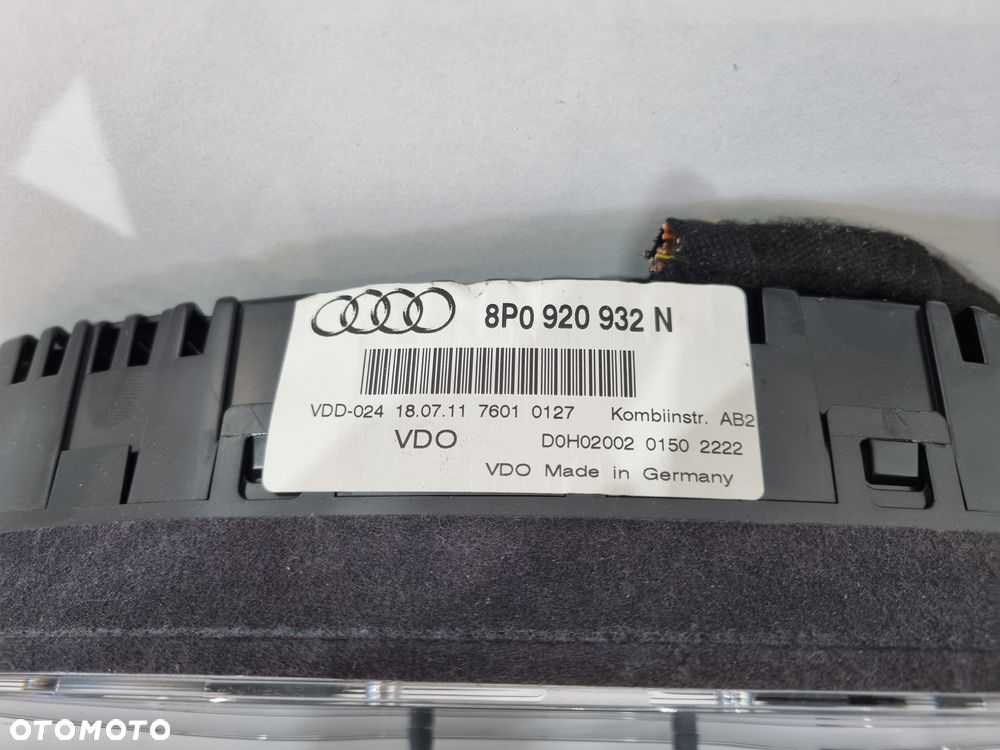 8P0 920 932 N
VDD-024 18.07.11 7601 0127 Kombiinstr. AB2
VDO D0H02002 0150 2222
VDO Made in Germany
OTOMOTO